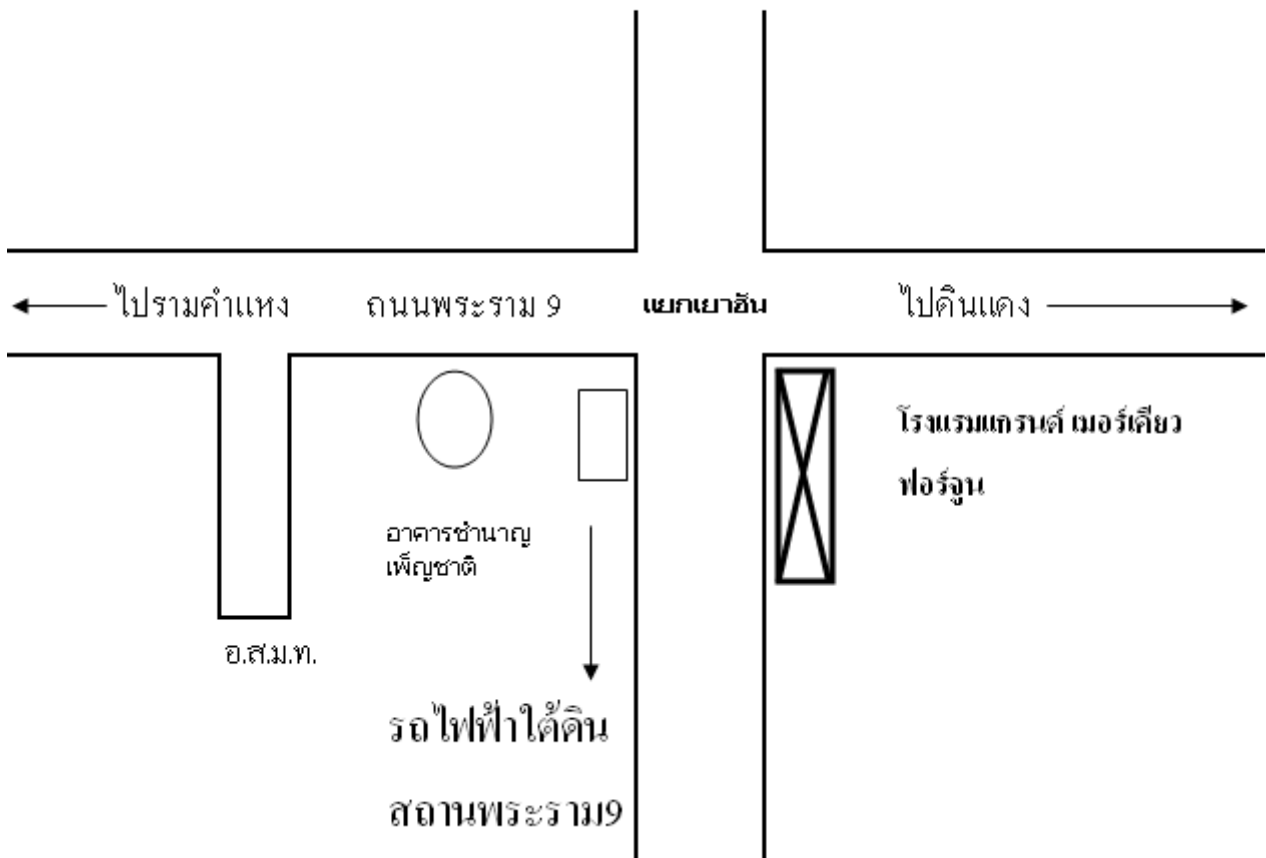 ไปรามคำแหง ถนนพระราม 9 แยกเยาฮัน ไปดินแดง
โรงแรมแกรนด์ เมอร์เคียว
ฟอร์จูน
อาคารชำนาญ
เพ็ญชาติ
อ.ส.ม.ท.
รถไฟฟ้าใต้ดิน
สถานพระราม9